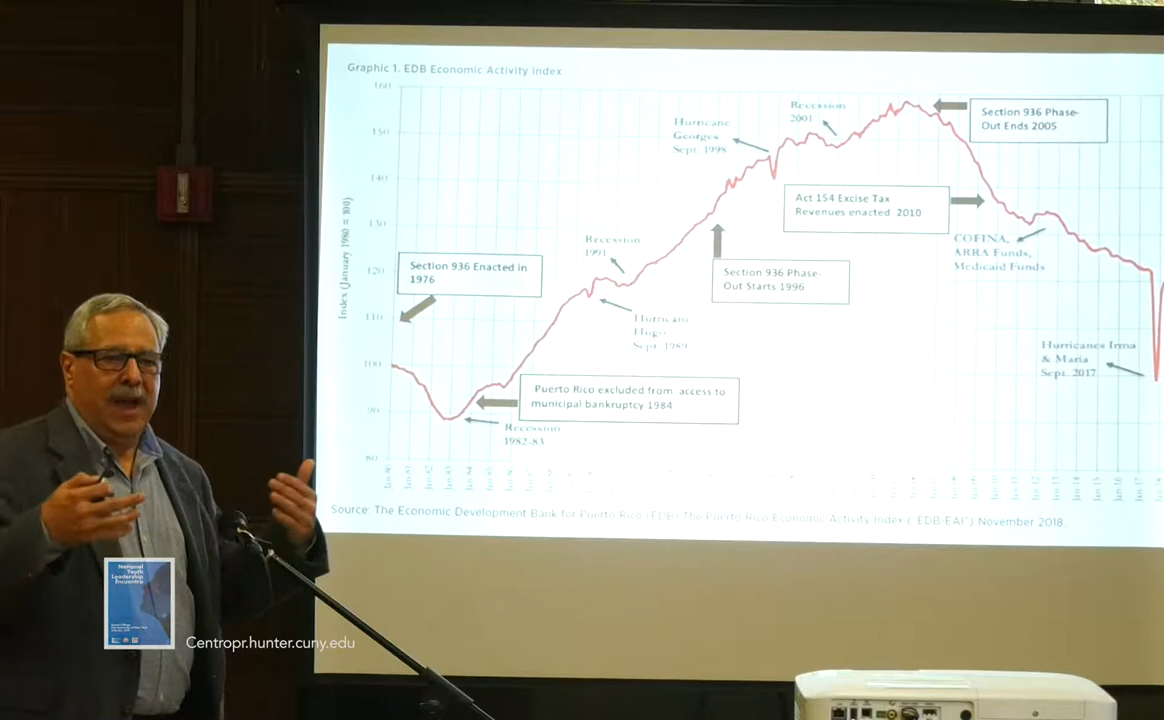 Graphic 1. EDB Economic Activity Index
160
150
140
130
120
110
100
90
80
Index (January 1980 = 100)
Section 936 Enacted in
1976
Recession
1991
Hurricane
Hugo
Sept. 1989
Puerto Rico excluded from access to
municipal bankruptcy 1984
Recession
1982-83
Hurricane
Georges
Sept. 1998
Recession
2001
Section 936 Phase-
Out Starts 1996
Section 936 Phase-
Out Ends 2005
Act 154 Excise Tax
Revenues enacted 2010
COFINA,
ARRA Funds,
Medicaid Funds
Hurricanes Irma
& Maria
Sept. 2017
Source: The Economic Development Bank for Puerto Rico (EDB) The Puerto Rico Economic Activity Index ("EDB-EAI") November 2018.
National
Youth
Leadership
Encuentro
Centropr.hunter.cuny.edu